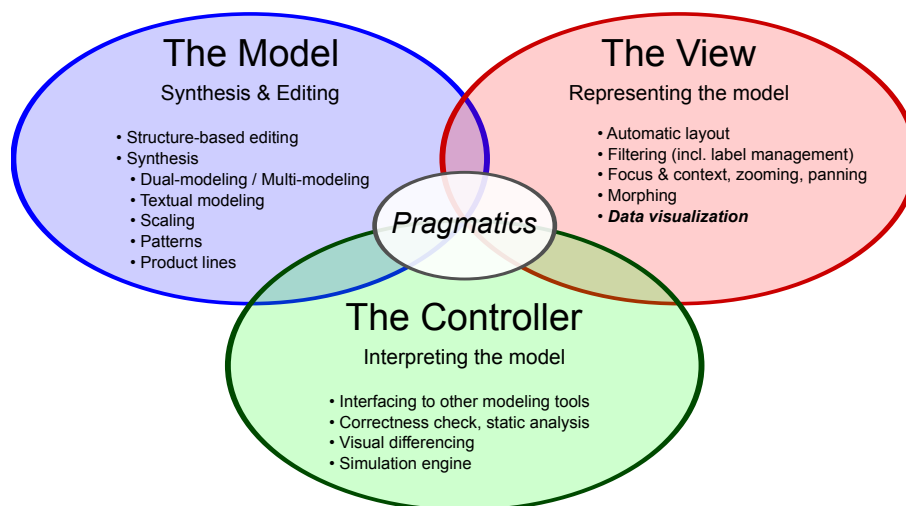 The Model
Synthesis & Editing
• Structure-based editing
• Synthesis
• Dual-modeling / Multi-modeling
• Textual modeling
• Scaling
• Patterns
• Product lines
The View
Representing the model
• Automatic layout
• Filtering (incl. label management)
• Focus & context, zooming, panning
• Morphing
• Data visualization
Pragmatics
The Controller
Interpreting the model
• Interfacing to other modeling tools
• Correctness check, static analysis
• Visual differencing
• Simulation engine